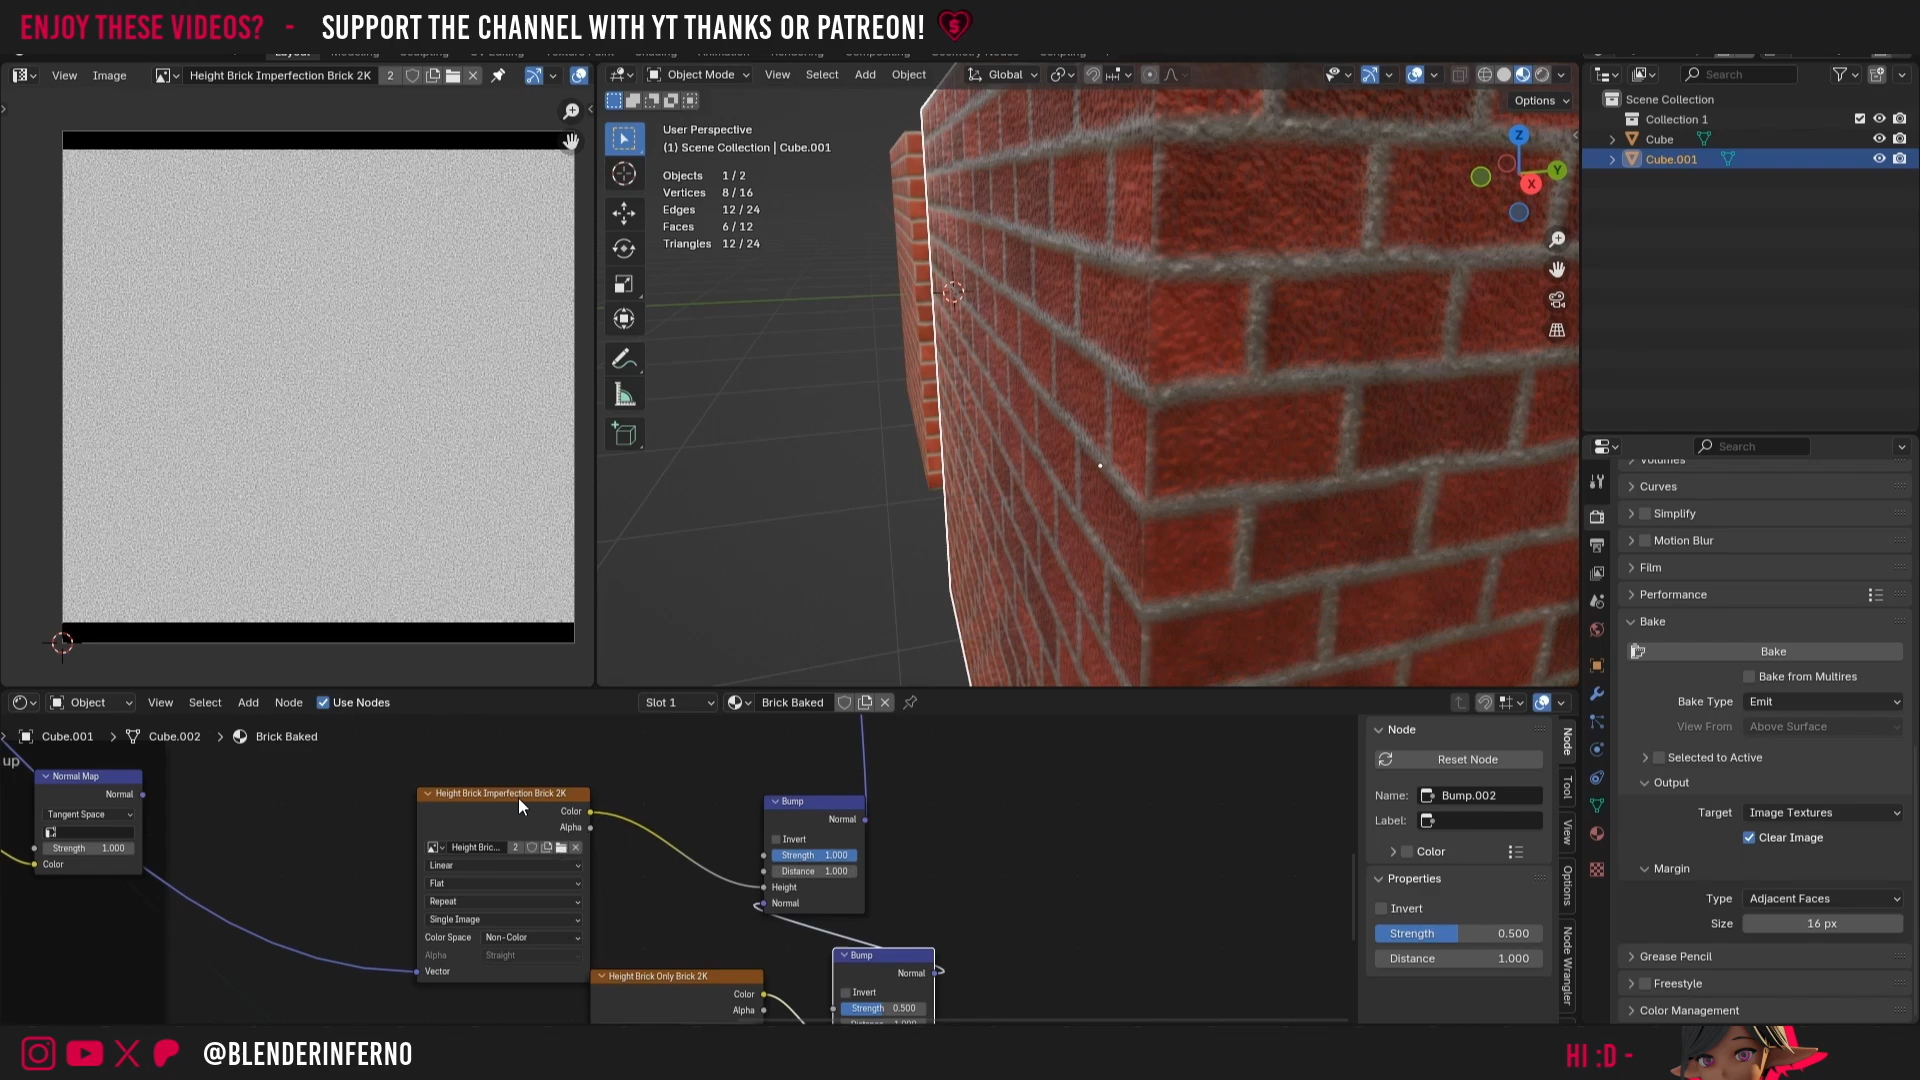 ENJOY THESE VIDEOS? - SUPPORT THE CHANNEL WITH YT THANKS OR PATREON!
View Image Height Brick Imperfection Brick 2K 2
Object Mode View Select Add Object Global
Options
User Perspective
(1) Scene Collection | Cube.001
Objects 1 / 2
Vertices 8 / 16
Edges 12 / 24
Faces 6 / 12
Triangles 12 / 24
Z
Y
X
Search
Scene Collection
Collection 1
Cube
Cube.001
Search
Volumes
Curves
Simplify
Motion Blur
Film
Performance
Bake
Bake
Bake from Multires
Bake Type Emit
View From Above Surface
Selected to Active
Output
Target Image Textures
Clear Image
Margin
Type Adjacent Faces
Size 16 px
Grease Pencil
Freestyle
Color Management
Object View Select Add Node Use Nodes Slot 1 Brick Baked
Cube.001 > Cube.002 > Brick Baked
up
Normal Map
Normal
Tangent Space
Strength 1.000
Color
Height Brick Imperfection Brick 2K
Color
Alpha
Height Bric... 2
Linear
Flat
Repeat
Single Image
Color Space Non-Color
Alpha Straight
Vector
Height Brick Only Brick 2K
Color
Alpha
Bump
Normal
Invert
Strength 1.000
Distance 1.000
Height
Normal
Bump
Normal
Invert
Strength 0.500
Distance 1.000
Node
Reset Node
Name: Bump.002
Label:
Color
Properties
Invert
Strength 0.500
Distance 1.000
Node
Tool
View
Options
Node Wrangler
@BLENDERINFERNO
HI :D -